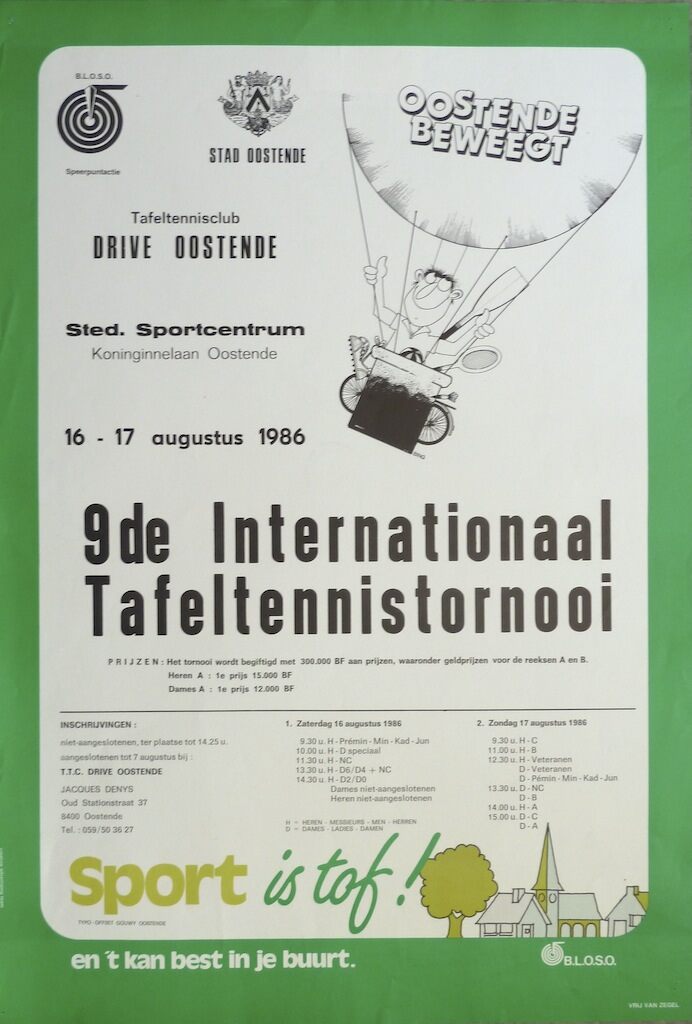 B.L.O.S.O.
Speerpuntactie
STAD OOSTENDE
OOSTENDE
BEWEEGT
Tafeltennisclub
DRIVE OOSTENDE
Sted. Sportcentrum
Koninginnelaan Oostende
16 - 17 augustus 1986
9de Internationaal
Tafeltennistornooi
PRIJZEN : Het tornooi wordt begiftigd met 300.000 BF aan prijzen, waaronder geldprijzen voor de reeksen A en B.
Heren A : 1e prijs 15.000 BF
Dames A : 1e prijs 12.000 BF
INSCHRIJVINGEN :
niet-aangeslotenen, ter plaatse tot 14.25 u.
aangeslotenen tot 7 augustus bij :
T.T.C. DRIVE OOSTENDE
JACQUES DENYS
Oud Stationstraat 37
8400 Oostende
Tel. : 059/50 36 27
1. Zaterdag 16 augustus 1986
9.30 u. H - Prémin - Min - Kad - Jun
10.00 u. H - D speciaal
11.30 u. H - NC
13.30 u. H - D6/D4 + NC
14.30 u. H - D2/D0
Dames niet-aangeslotenen
Heren niet-aangeslotenen
H = HEREN - MESSIEURS - MEN - HERREN
D = DAMES - LADIES - DAMEN
2. Zondag 17 augustus 1986
9.30 u. H - C
11.00 u. H - B
12.30 u. H - Veteranen
D - Veteranen
D - Pémin - Min - Kad - Jun
13.30 u. D - NC
D - B
14.00 u. H - A
15.00 u. D - C
D - A
Sport is tof!
TYPO - OFFSET GOUWY OOSTENDE
en 't kan best in je buurt.
B.L.O.S.O.
VRIJ VAN ZEGEL